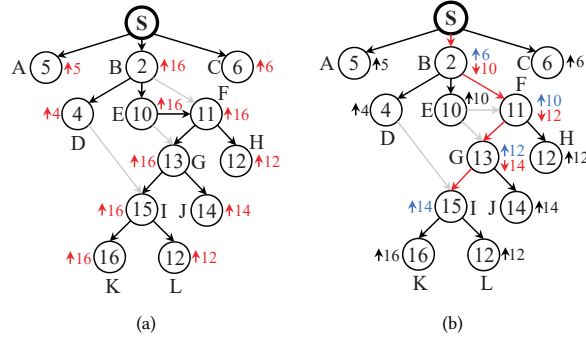 S
A 5 ↑5 B 2 ↑16 C 6 ↑6
F
↑4 4 E 10 ↑16 11 ↑16
D H
↑16 13 G 12 ↑12
↑16 15 I J 14 ↑14
↑16 16 12 ↑12
K L
(a)
S
A 5 ↑5 B 2 ↑6 ↓10 C 6 ↑6
F
↑4 4 E 10 ↑10 11 ↑10 ↓12
D H
G 13 ↑12 ↓14 12 ↑12
↑14 15 I J 14 ↑14
↑16 16 12 ↑12
K L
(b)